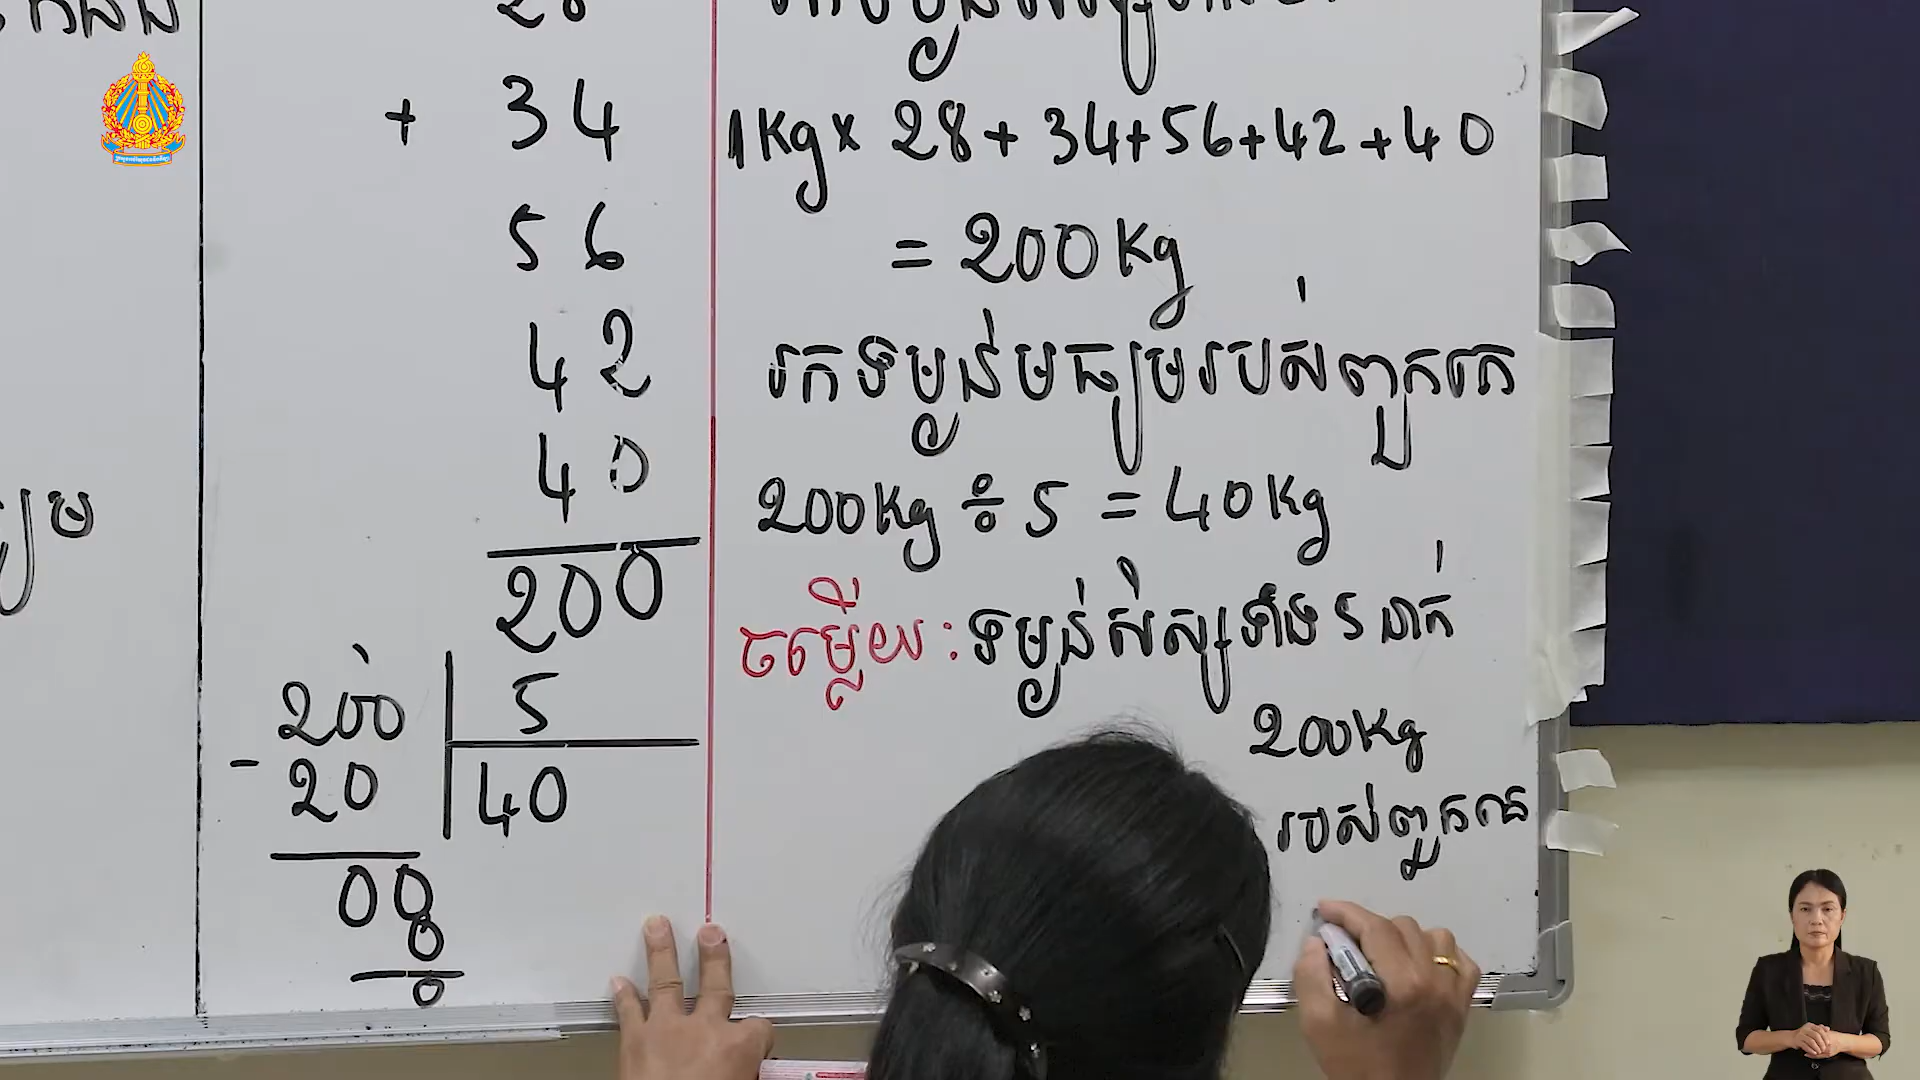 28
+ 34
56
42
40
200
200 5
- 20 40
00
0
0
1Kg x 28 + 34 + 56 + 42 + 40
= 200Kg
រកទម្ងន់មធ្យមរបស់ពួកគេ
200Kg ÷ 5 = 40Kg
ចម្លើយ : ទម្ងន់សិស្សទាំង 5 នាក់
200Kg
របស់ពួកគេ